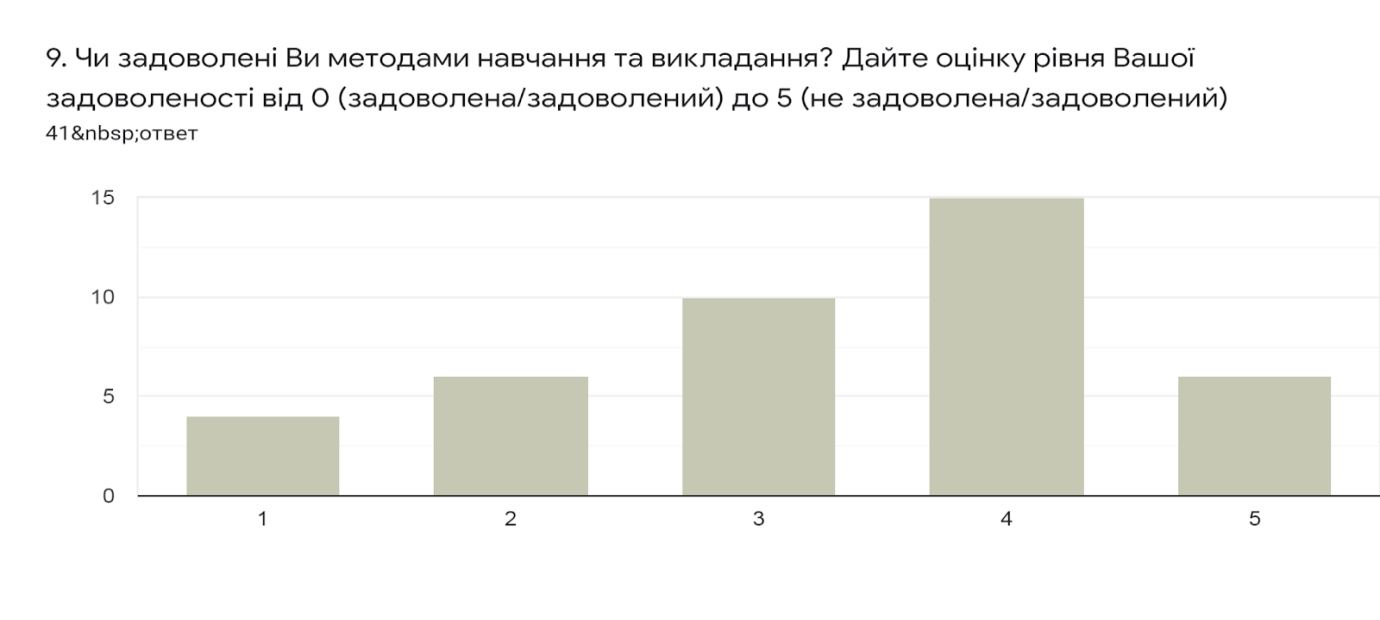 9. Чи задоволені Ви методами навчання та викладання? Дайте оцінку рівня Вашої
задоволеності від 0 (задоволена/задоволений) до 5 (не задоволена/задоволений)
41&nbsp;ответ
15
10
5
0
1 2 3 4 5